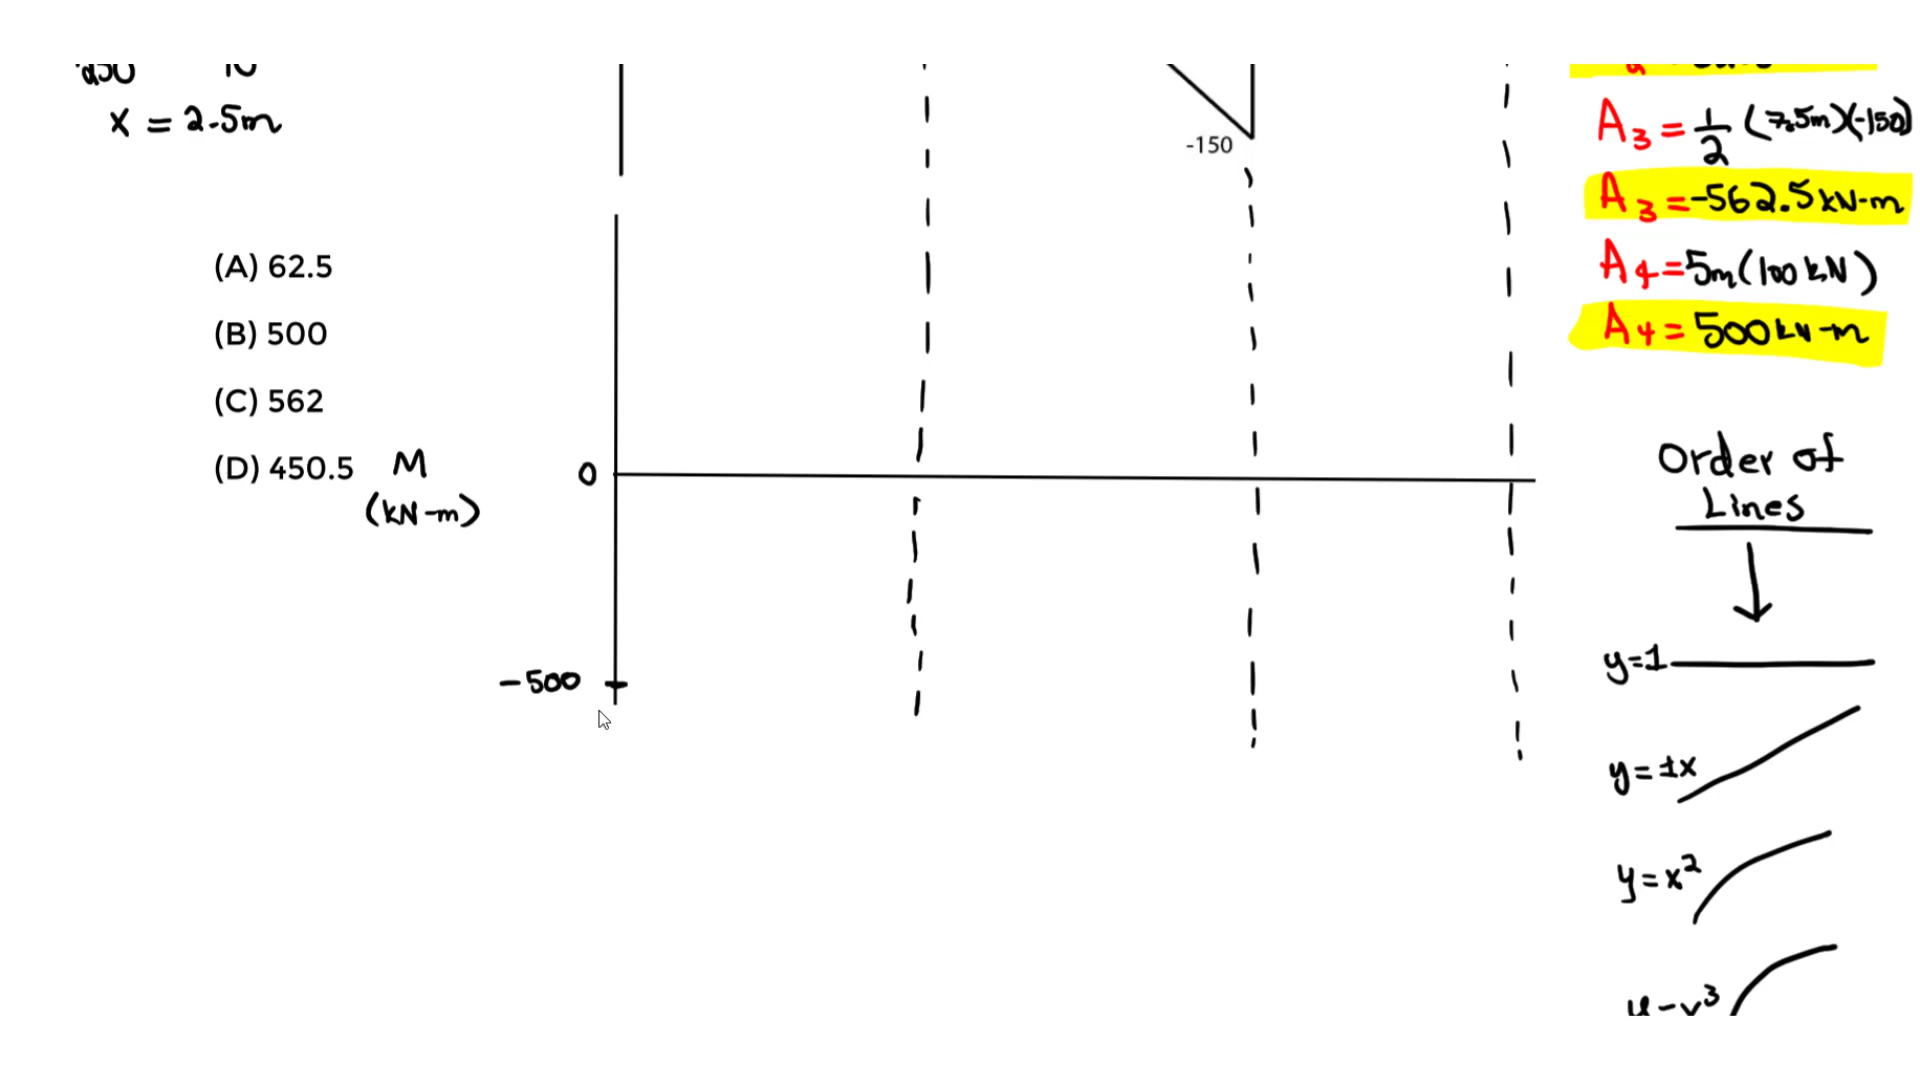 x = 2.5m
-150
(A) 62.5
(B) 500
(C) 562
(D) 450.5
M
(kN-m)
0
-500
A3 = 1/2 (7.5m)(-150)
A3 = -562.5 kN-m
A4 = 5m(100 kN)
A4 = 500 kN-m
Order of
Lines
y=1
y=±x
y=x²
y=x³